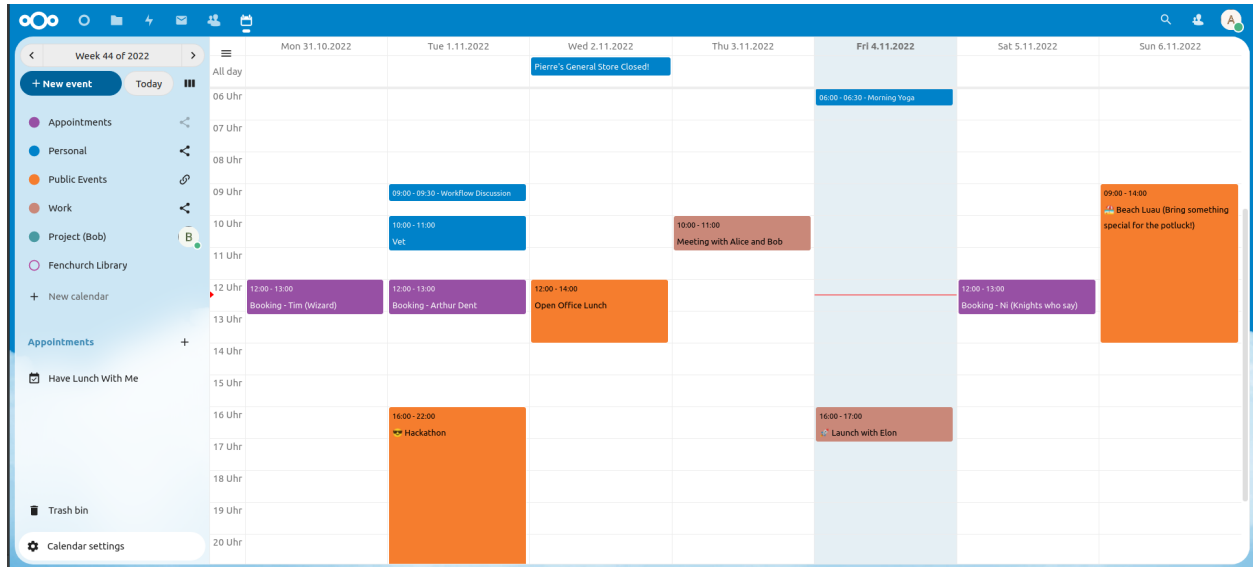 A
Week 44 of 2022
+ New event
Today
Appointments
Personal
Public Events
Work
Project (Bob)
B
Fenchurch Library
+ New calendar
Appointments
+
Have Lunch With Me
Trash bin
Calendar settings
Mon 31.10.2022
Tue 1.11.2022
Wed 2.11.2022
Thu 3.11.2022
Fri 4.11.2022
Sat 5.11.2022
Sun 6.11.2022
All day
Pierre's General Store Closed!
06 Uhr
07 Uhr
08 Uhr
09 Uhr
10 Uhr
11 Uhr
12 Uhr
13 Uhr
14 Uhr
15 Uhr
16 Uhr
17 Uhr
18 Uhr
19 Uhr
20 Uhr
12:00 - 13:00
Booking - Tim (Wizard)
09:00 - 09:30 - Workflow Discussion
10:00 - 11:00
Vet
12:00 - 13:00
Booking - Arthur Dent
16:00 - 22:00
😎 Hackathon
12:00 - 14:00
Open Office Lunch
10:00 - 11:00
Meeting with Alice and Bob
06:00 - 06:30 - Morning Yoga
16:00 - 17:00
Launch with Elon
12:00 - 13:00
Booking - Ni (Knights who say)
09:00 - 14:00
Beach Luau (Bring something
special for the potluck!)